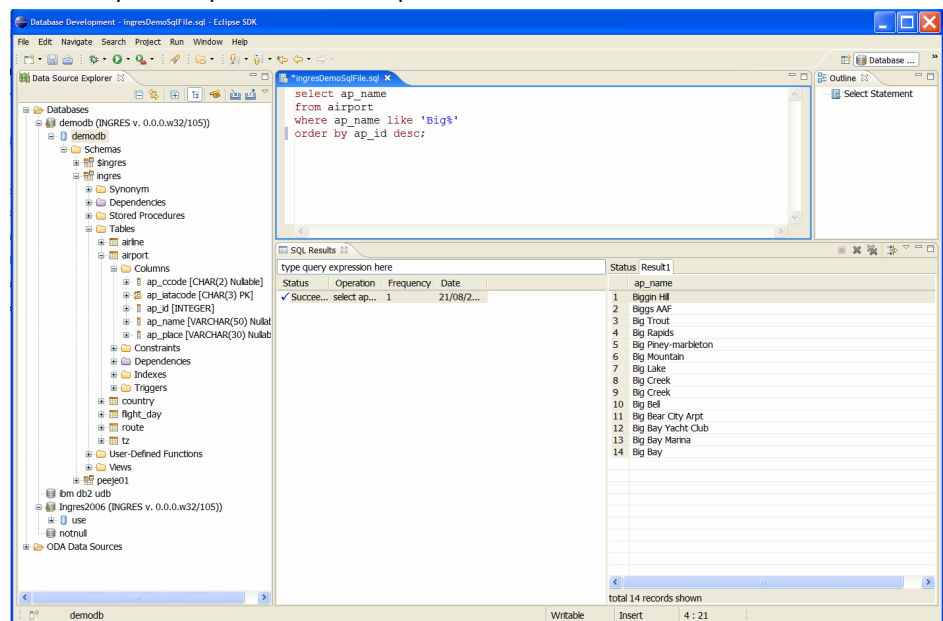 Database Development - ingresDemoSqlFile.sql - Eclipse SDK
File Edit Navigate Search Project Run Window Help
Database ... »
Data Source Explorer
Databases
demodb (INGRES v. 0.0.0.w32/105))
demodb
Schemas
$ingres
ingres
Synonym
Dependencies
Stored Procedures
Tables
airline
airport
Columns
ap_ccode [CHAR(2) Nullable]
ap_iatacode [CHAR(3) PK]
ap_id [INTEGER]
ap_name [VARCHAR(50) Nullab
ap_place [VARCHAR(30) Nullab
Constraints
Dependencies
Indexes
Triggers
country
flight_day
route
tz
User-Defined Functions
Views
peeje01
ibm db2 udb
Ingres2006 (INGRES v. 0.0.0.w32/105))
use
notnull
ODA Data Sources
*ingresDemoSqlFile.sql
select ap_name
from airport
where ap_name like 'Big%'
order by ap_id desc;
Outline
Select Statement
SQL Results
type query expression here
Status Operation Frequency Date
Succee... select ap... 1 21/08/2...
Status Result1
ap_name
1 Biggin Hill
2 Biggs AAF
3 Big Trout
4 Big Rapids
5 Big Piney-marbleton
6 Big Mountain
7 Big Lake
8 Big Creek
9 Big Creek
10 Big Bell
11 Big Bear City Arpt
12 Big Bay Yacht Club
13 Big Bay Marina
14 Big Bay
total 14 records shown
demodb
Writable Insert 4 : 21